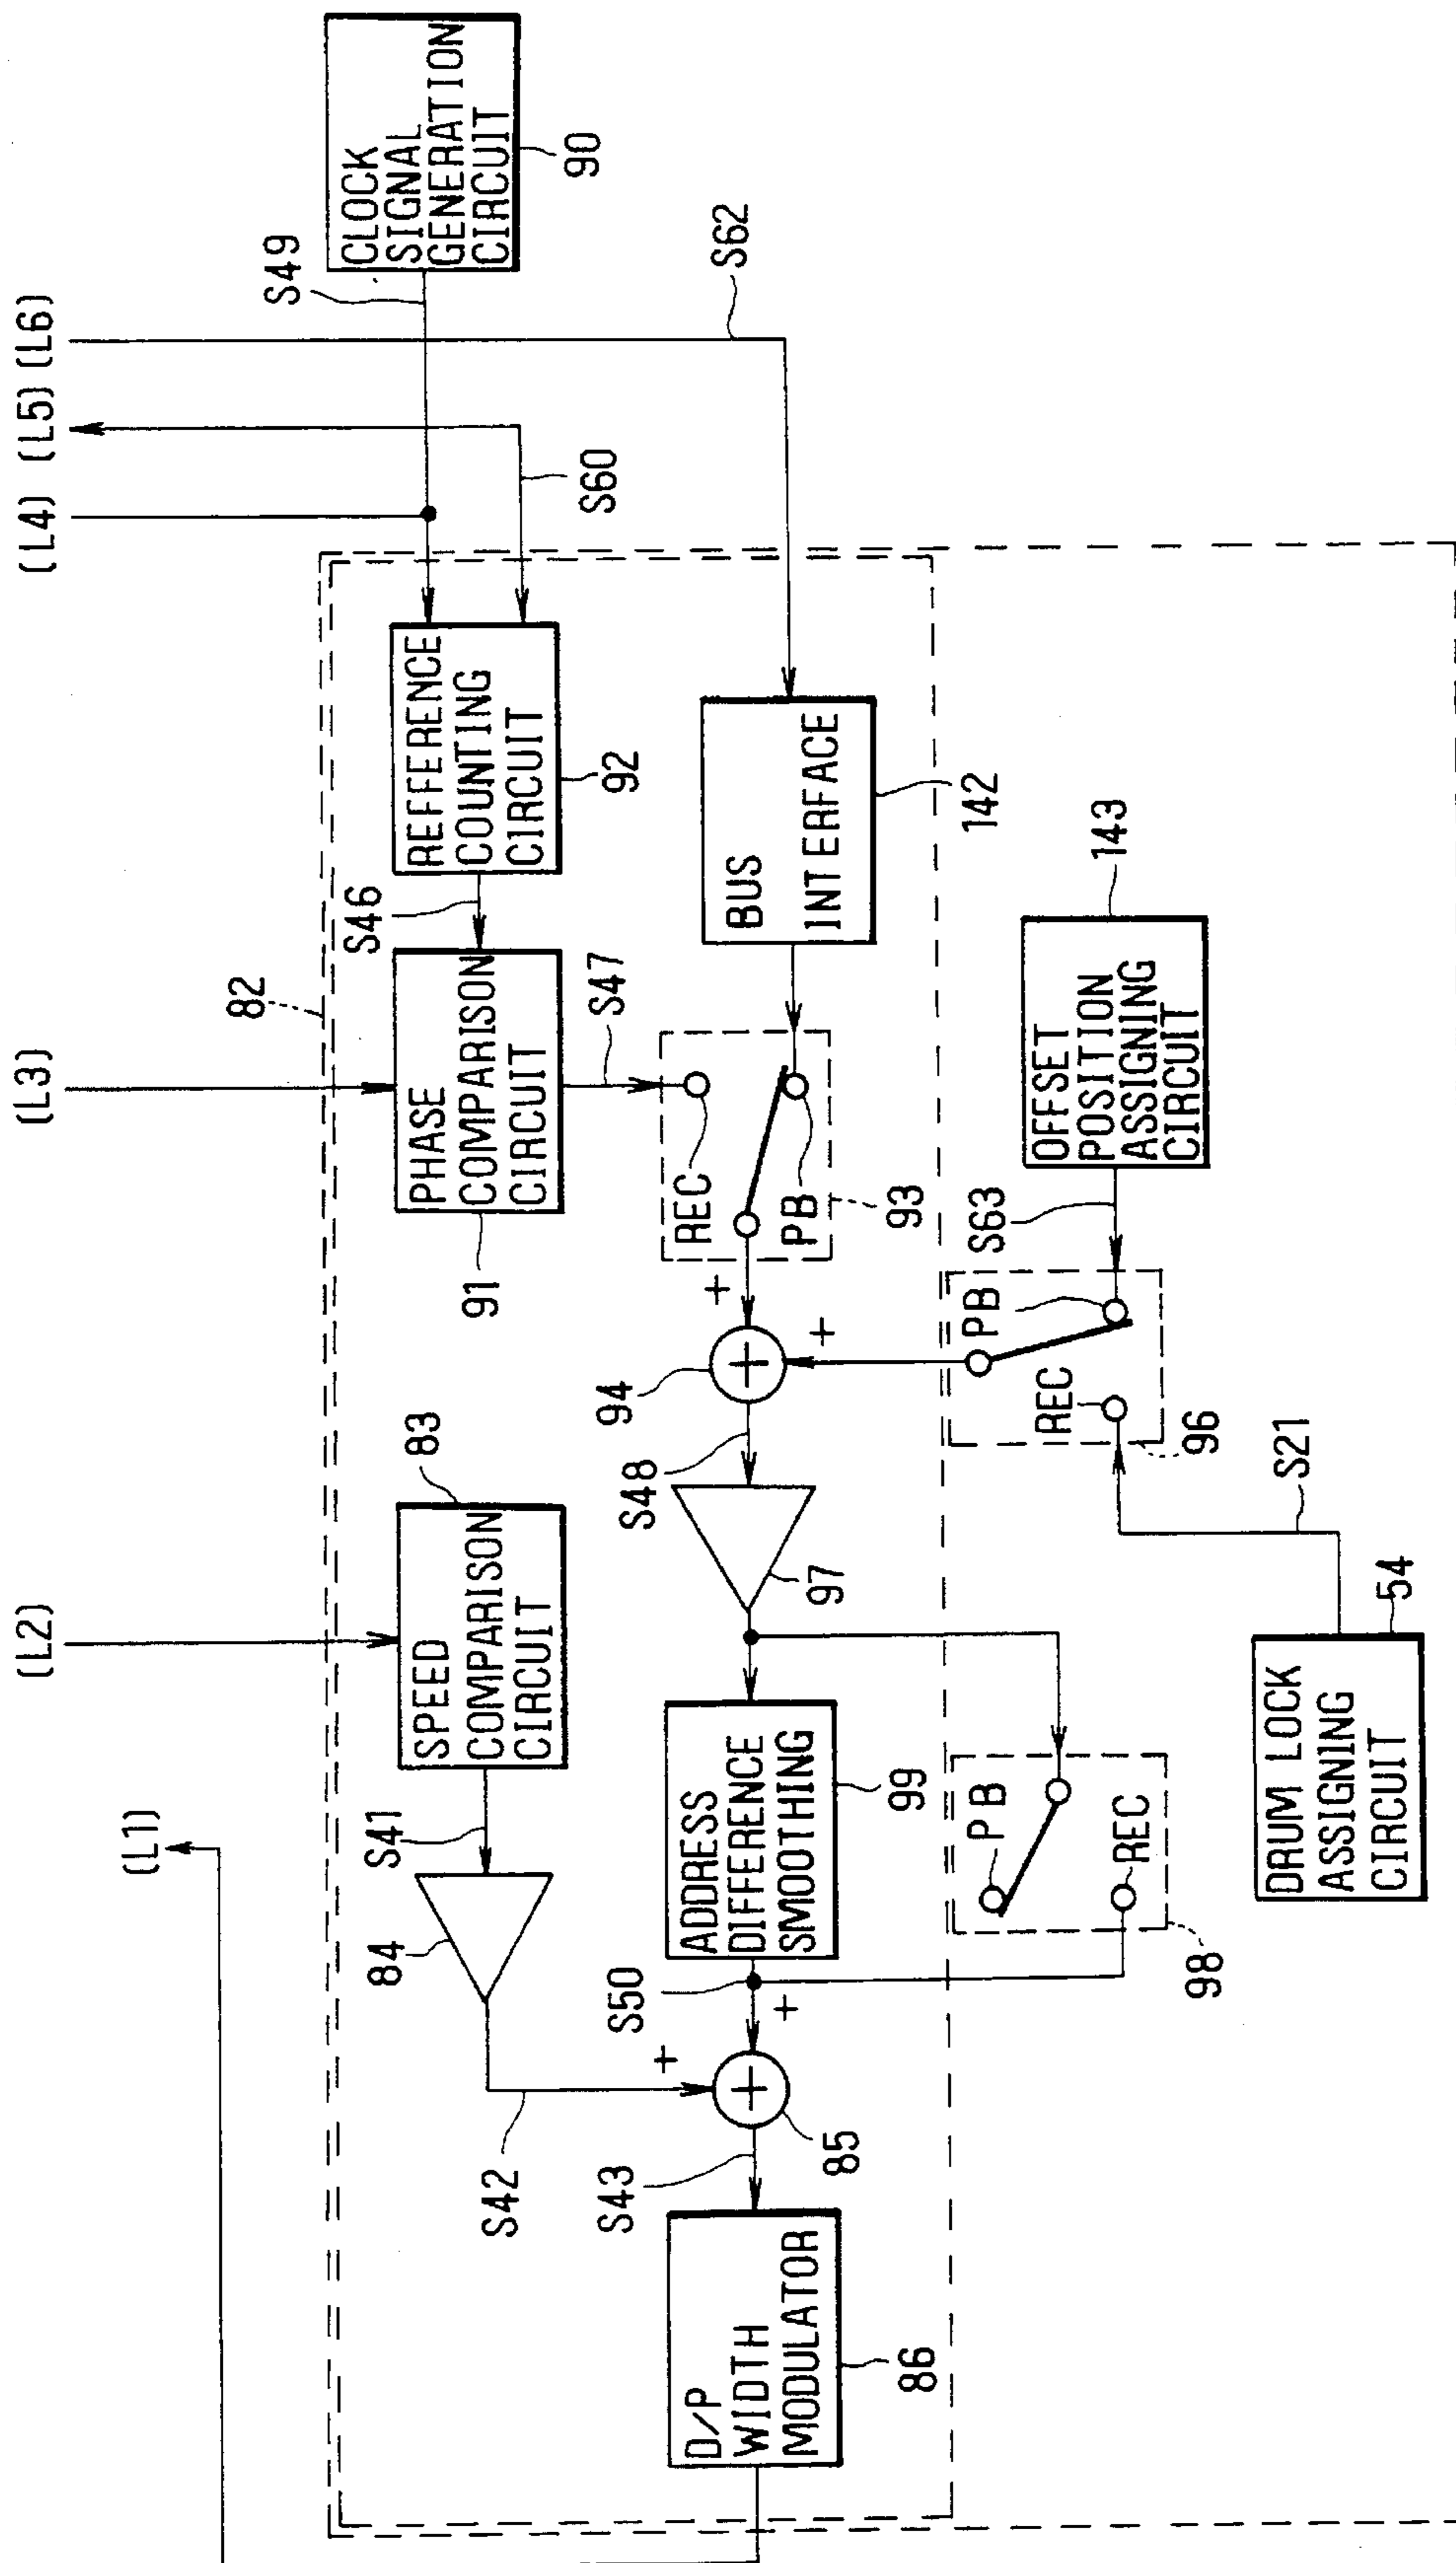 (L1)
(L2)
(L3)
(L4) (L5) (L6)
S49
CLOCK
SIGNAL
GENERATION
CIRCUIT
90
S62
S60
82
REFFERENCE
COUNTING
CIRCUIT
92
S46
PHASE
COMPARISON
CIRCUIT
91
S47
BUS
INTERFACE
142
REC
PB
93
+
+
94
+
S48
97
SPEED
COMPARISON
CIRCUIT
83
S41
84
S42
ADDRESS
DIFFERENCE
SMOOTHING
99
S50
+
+
+
85
S43
D/P
WIDTH
MODULATOR
86
OFFSET
POSITION
ASSIGNING
CIRCUIT
143
S63
PB
REC
96
S21
DRUM LOCK
ASSIGNING
CIRCUIT
54
PB
REC
98